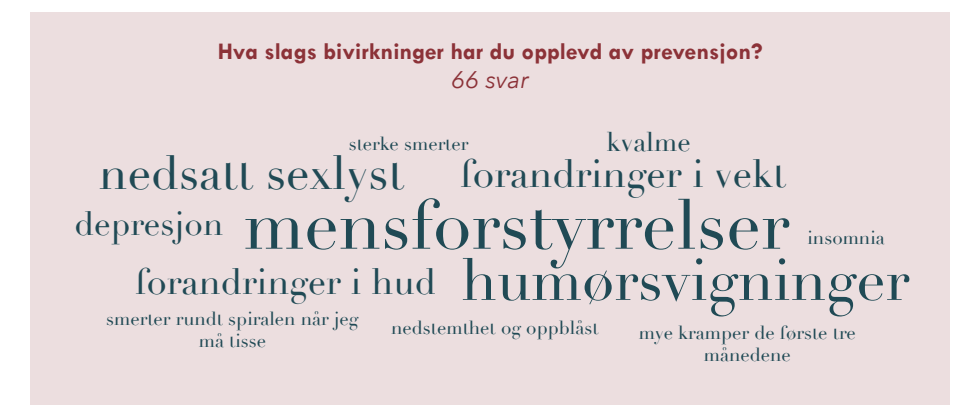 Hva slags bivirkninger har du opplevd av prevensjon?
66 svar
sterke smerter
kvalme
nedsatt sexlyst
forandringer i vekt
depresjon
mensforstyrrelser
insomnia
forandringer i hud
humørsvigninger
smerter rundt spiralen når jeg
må tisse
nedstemthet og oppblåst
mye kramper de første tre
månedene